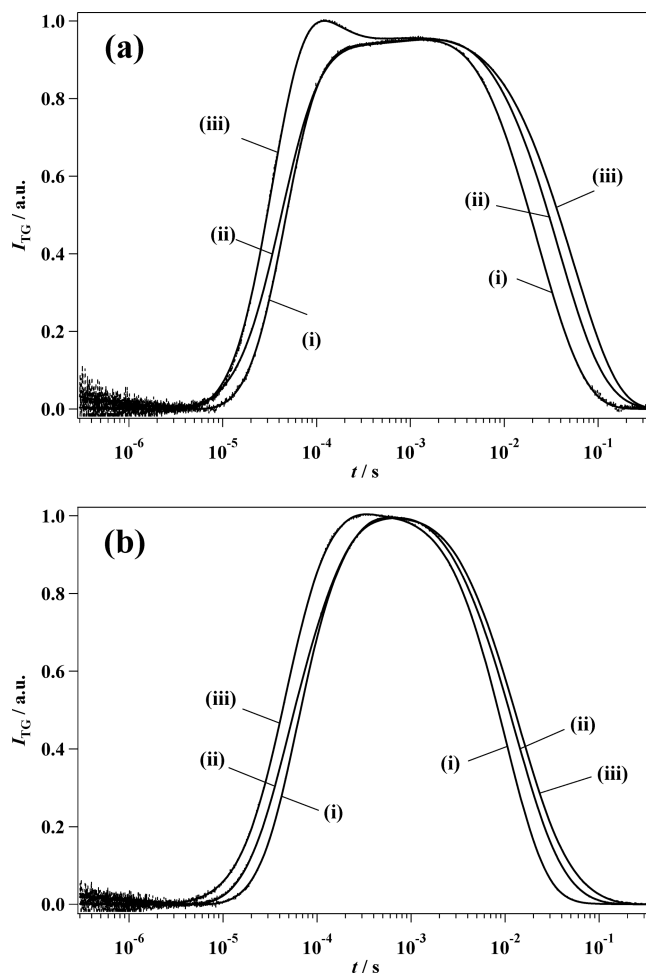 (a)
1.0
0.8
0.6
0.4
0.2
0.0
I_TG / a.u.
(iii)
(ii)
(i)
(iii)
(ii)
(i)
10^-6
10^-5
10^-4
10^-3
10^-2
10^-1
t / s
(b)
1.0
0.8
0.6
0.4
0.2
0.0
I_TG / a.u.
(iii)
(ii)
(i)
(ii)
(i)
(iii)
10^-6
10^-5
10^-4
10^-3
10^-2
10^-1
t / s